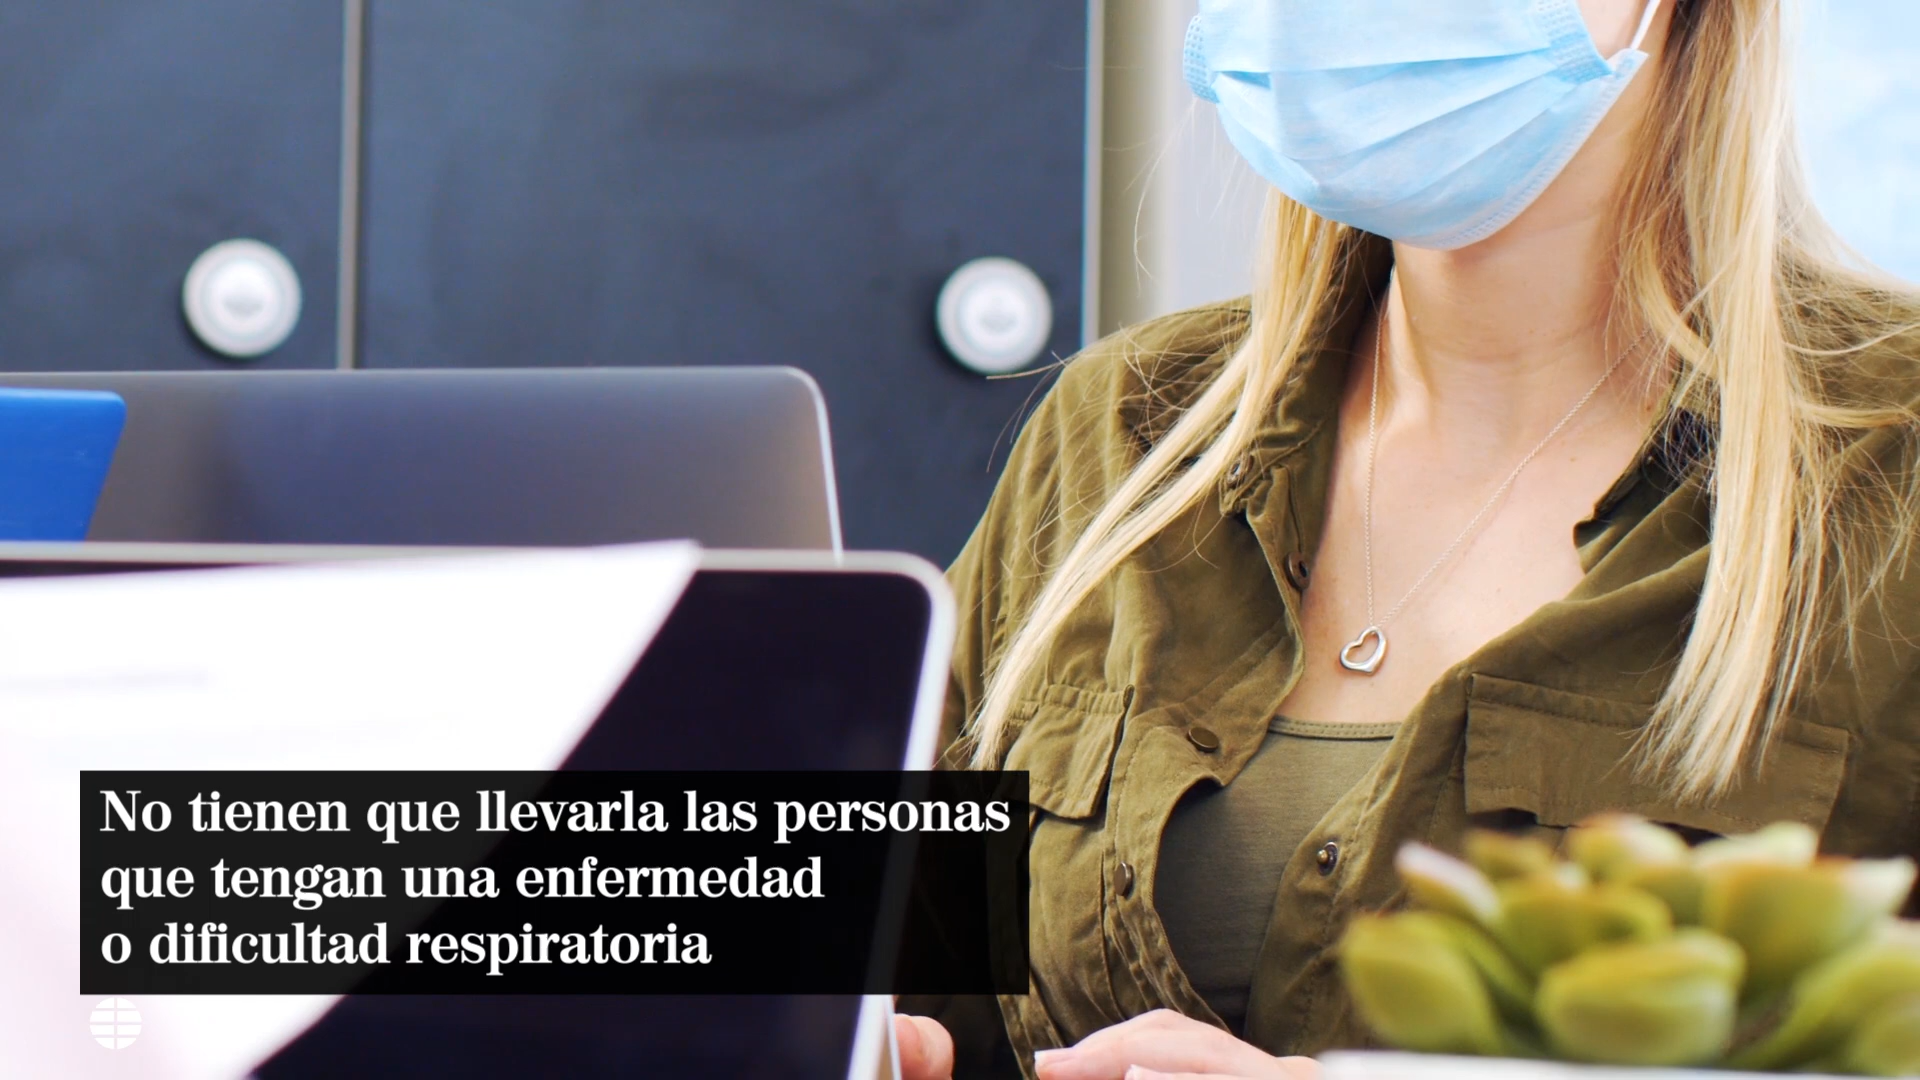 No tienen que llevarla las personas
que tengan una enfermedad
o dificultad respiratoria